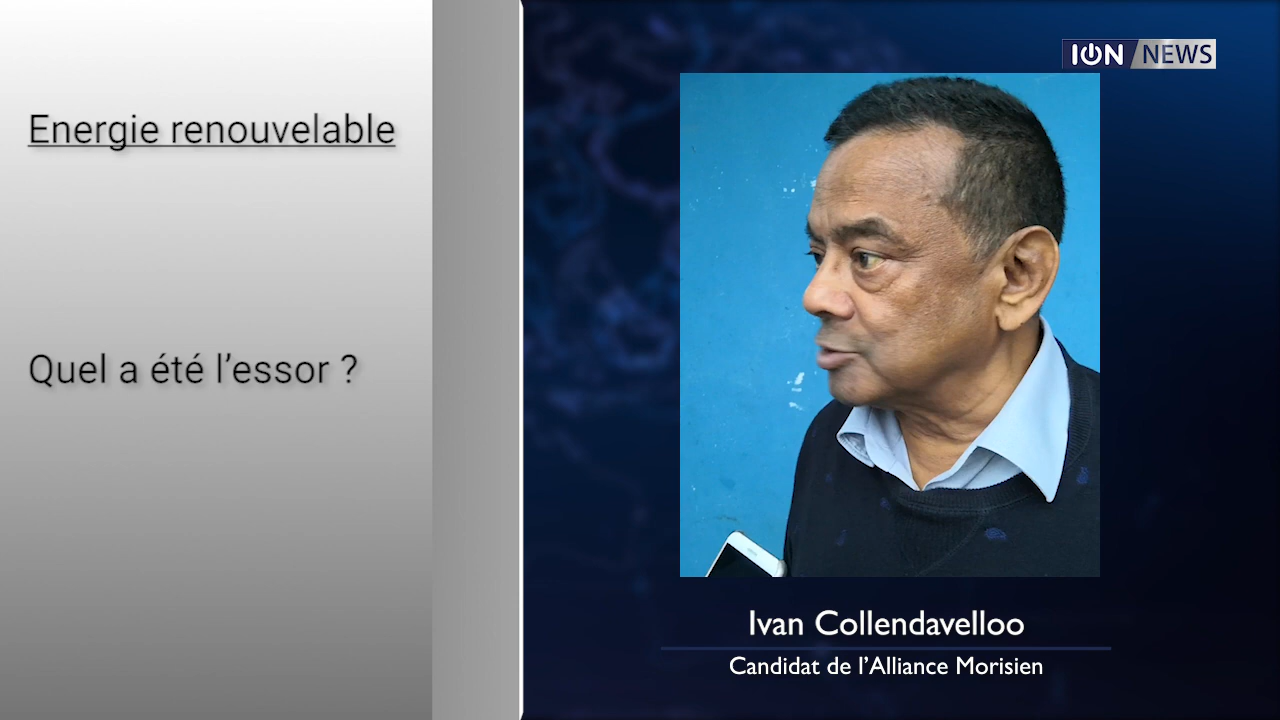 Energie renouvelable
Quel a été l’essor ?
ION NEWS
Ivan Collendavelloo
Candidat de l’Alliance Morisien